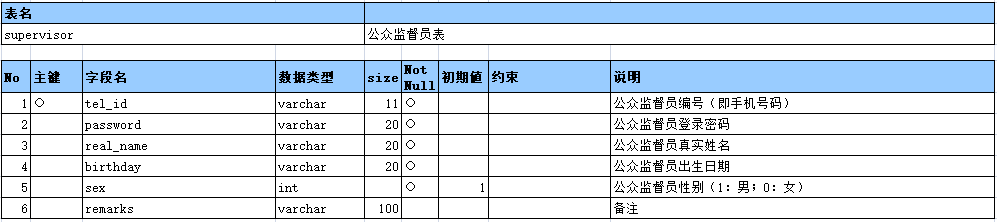 表名
supervisor 公众监督员表
No 主键 字段名 数据类型 size Not Null 初期值 约束 说明
1 ○ tel_id varchar 11 ○ 公众监督员编号（即手机号码）
2 password varchar 20 ○ 公众监督员登录密码
3 real_name varchar 20 ○ 公众监督员真实姓名
4 birthday varchar 20 ○ 公众监督员出生日期
5 sex int ○ 1 公众监督员性别（1：男；0：女）
6 remarks varchar 100 备注